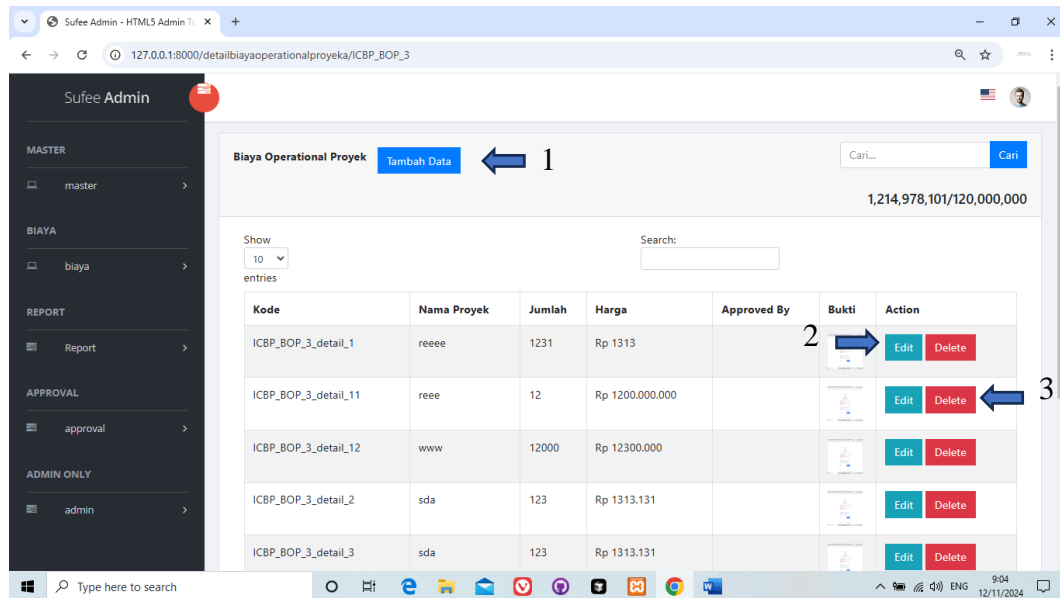 Sufee Admin - HTML5 Admin Te
127.0.0.1:8000/detailbiayaoperationalproyeka/ICBP_BOP_3
Sufee Admin
MASTER
master
BIAYA
biaya
REPORT
Report
APPROVAL
approval
ADMIN ONLY
admin
Biaya Operational Proyek Tambah Data 1 Cari... Cari
1,214,978,101/120,000,000
Show
10
entries
Search:
Kode Nama Proyek Jumlah Harga Approved By Bukti Action
ICBP_BOP_3_detail_1 reeee 1231 Rp 1313 2 Edit Delete
ICBP_BOP_3_detail_11 reee 12 Rp 1200.000.000 Edit Delete 3
ICBP_BOP_3_detail_12 www 12000 Rp 12300.000 Edit Delete
ICBP_BOP_3_detail_2 sda 123 Rp 1313.131 Edit Delete
ICBP_BOP_3_detail_3 sda 123 Rp 1313.131 Edit Delete
Type here to search
ENG
9:04
12/11/2024